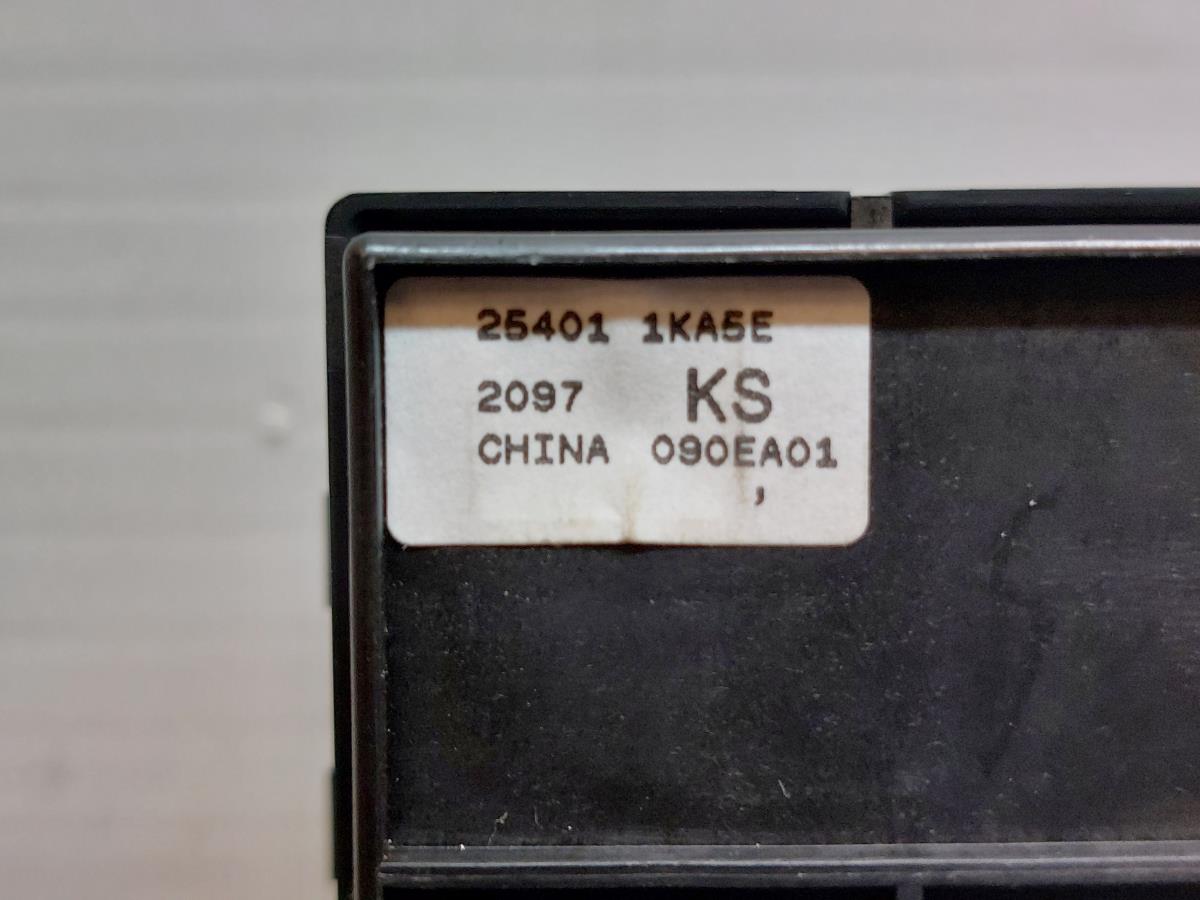 25401 1KA5E
2097 KS
CHINA 090EA01
,